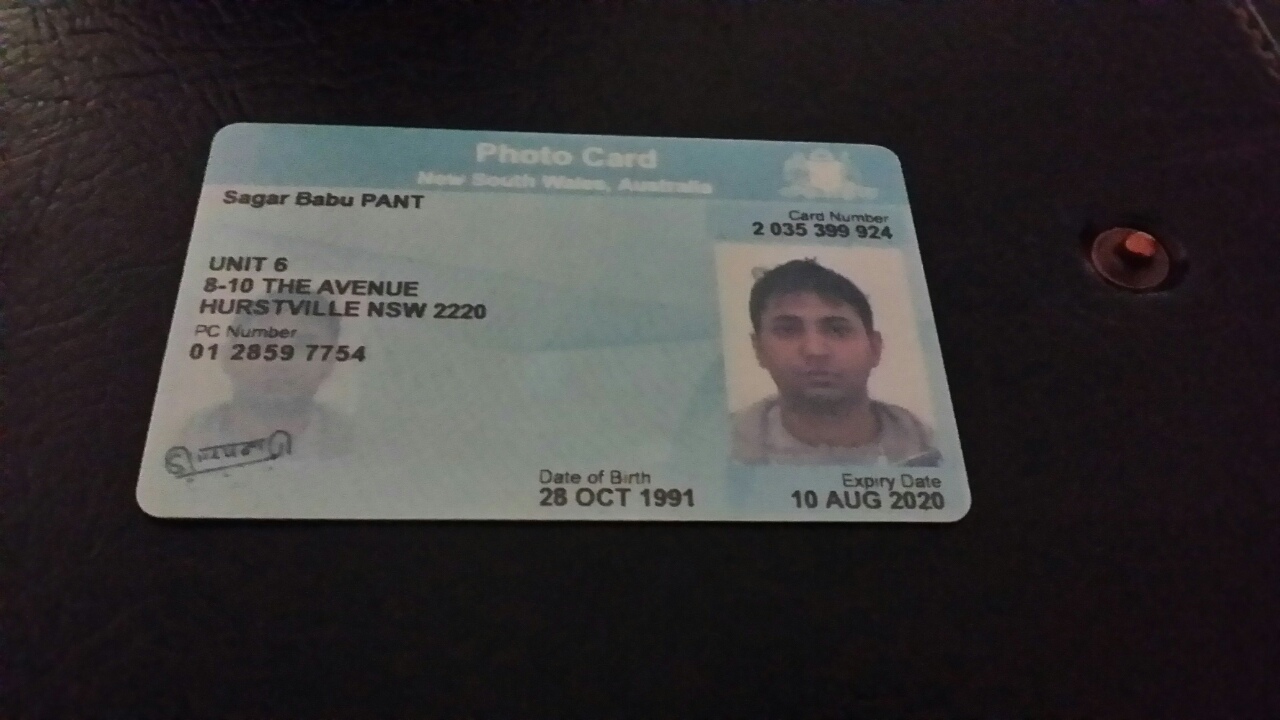 Photo Card
New South Wales, Australia
Sagar Babu PANT
Card Number
2 035 399 924
UNIT 6
8-10 THE AVENUE
HURSTVILLE NSW 2220
PC Number
01 2859 7754
Date of Birth
28 OCT 1991
Expiry Date
10 AUG 2020